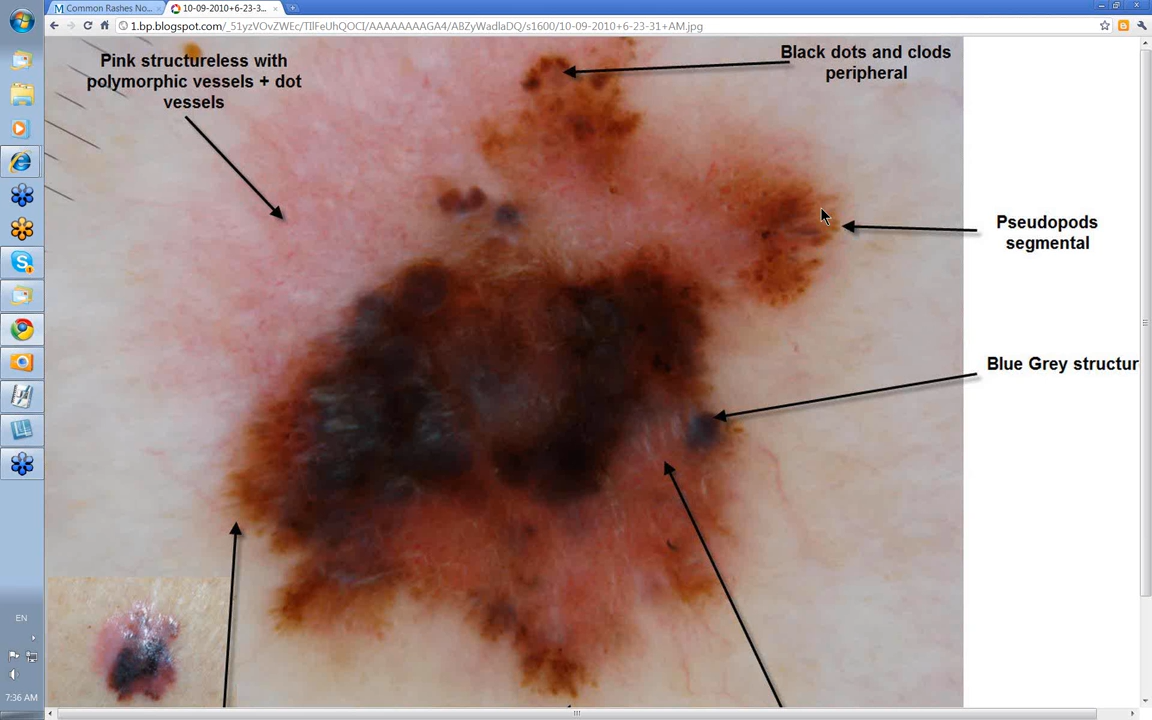 Common Rashes No...
10-09-2010+6-23-3...
1.bp.blogspot.com/_51yzVOvZWEc/TIlFeUhQOCI/AAAAAAAAGA4/ABZyWadlaDQ/s1600/10-09-2010+6-23-31+AM.jpg
Pink structureless with
polymorphic vessels + dot
vessels
Black dots and clods
peripheral
Pseudopods
segmental
Blue Grey structur
EN
7:36 AM